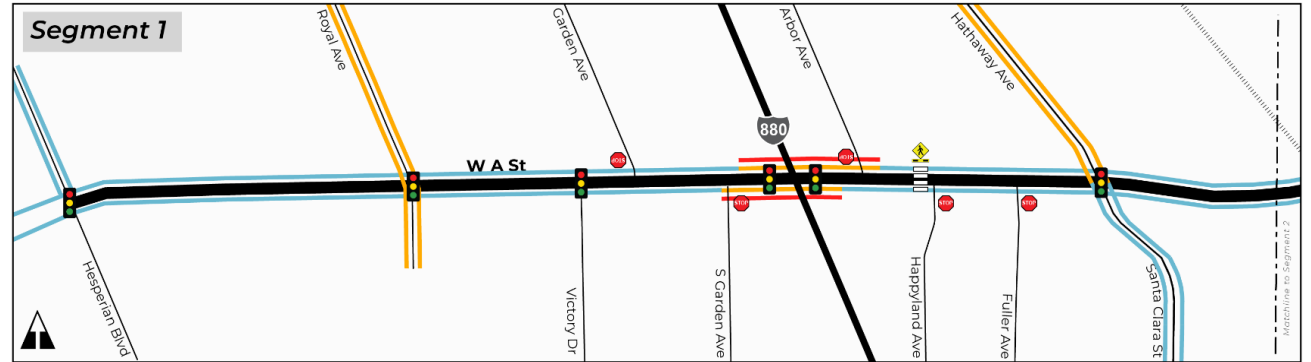 Segment 1
Royal Ave
Garden Ave
Arbor Ave
Hathaway Ave
880
W A St
STOP
STOP
STOP
STOP
STOP
Hesperian Blvd
Victory Dr
S Garden Ave
Happyland Ave
Fuller Ave
Santa Clara St
Matchline to Segment 2